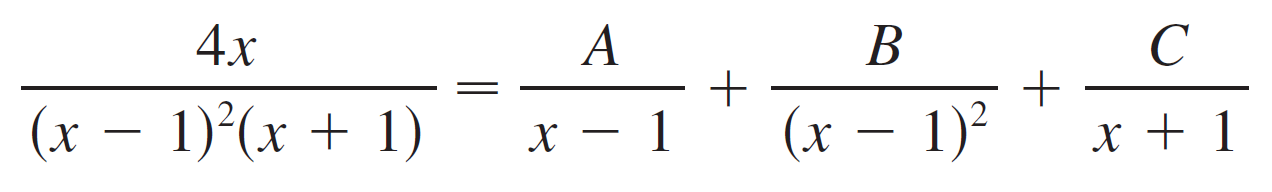 4x/((x − 1)²(x + 1)) = A/(x − 1) + B/(x − 1)² + C/(x + 1)